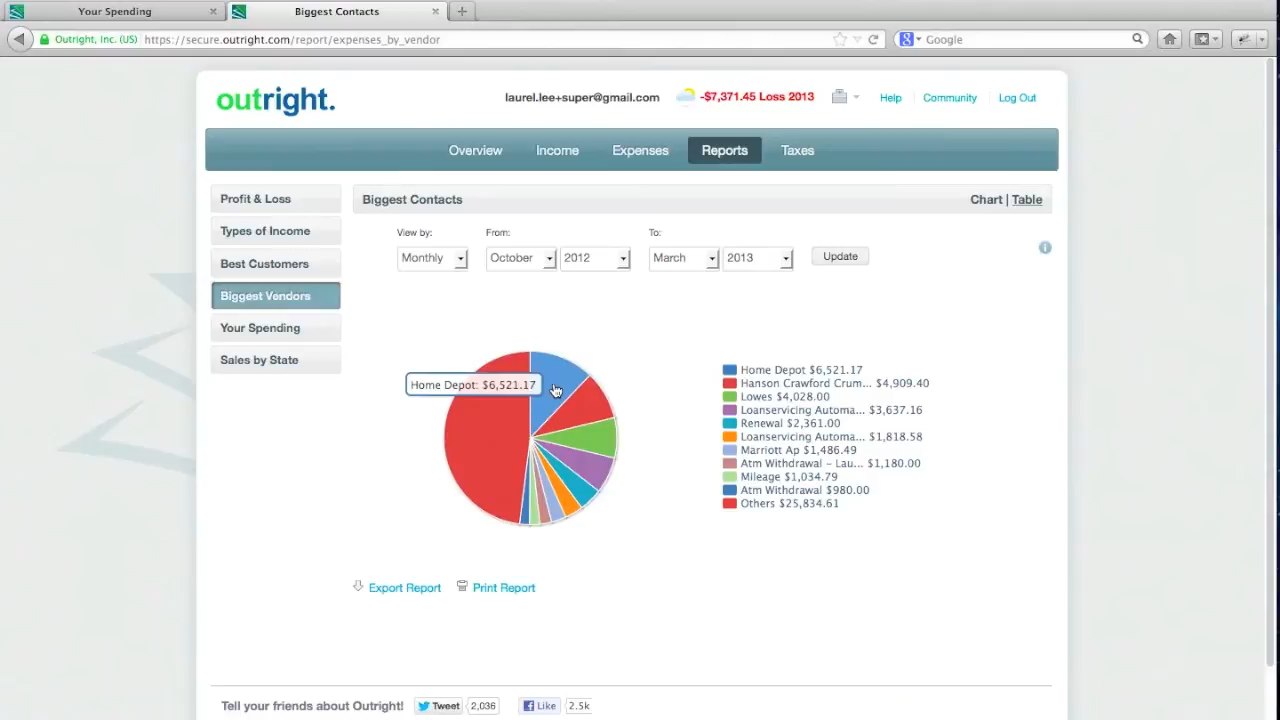 Your Spending
Biggest Contacts
Outright, Inc. (US) https://secure.outright.com/report/expenses_by_vendor
Google
outright.
laurel.lee+super@gmail.com
-$7,371.45 Loss 2013
Help
Community
Log Out
Overview
Income
Expenses
Reports
Taxes
Profit & Loss
Types of Income
Best Customers
Biggest Vendors
Your Spending
Sales by State
Biggest Contacts
Chart | Table
View by:
From:
To:
Monthly
October
2012
March
2013
Update
Home Depot: $6,521.17
Home Depot $6,521.17
Hanson Crawford Crum... $4,909.40
Lowes $4,028.00
Loanservicing Automa... $3,637.16
Renewal $2,361.00
Loanservicing Automa... $1,818.58
Marriott Ap $1,486.49
Atm Withdrawal - Lau... $1,180.00
Mileage $1,034.79
Atm Withdrawal $980.00
Others $25,834.61
Export Report
Print Report
Tell your friends about Outright!
Tweet
2,036
Like
2.5k